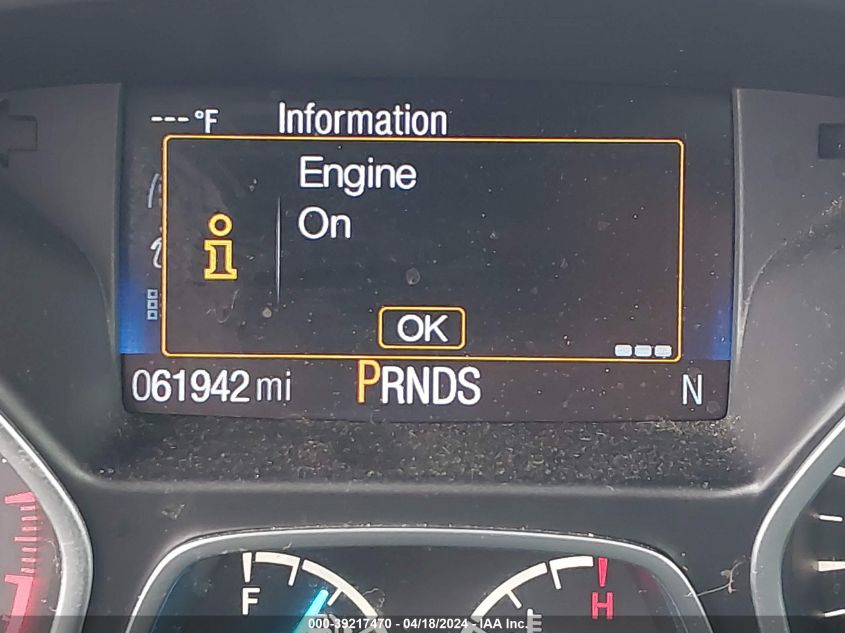 ---°F Information
Engine
On
i
OK
061942 mi PRNDS N
F H
000-39217470 - 04/18/2024 - IAA Inc.